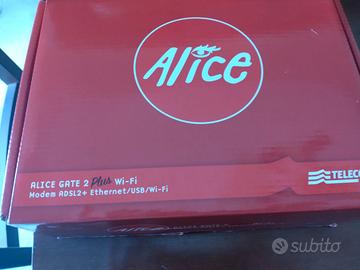 Alice
ALICE GATE 2 Plus Wi-Fi
Modem ADSL2+ Ethernet/USB/Wi-Fi
TELECO
subito